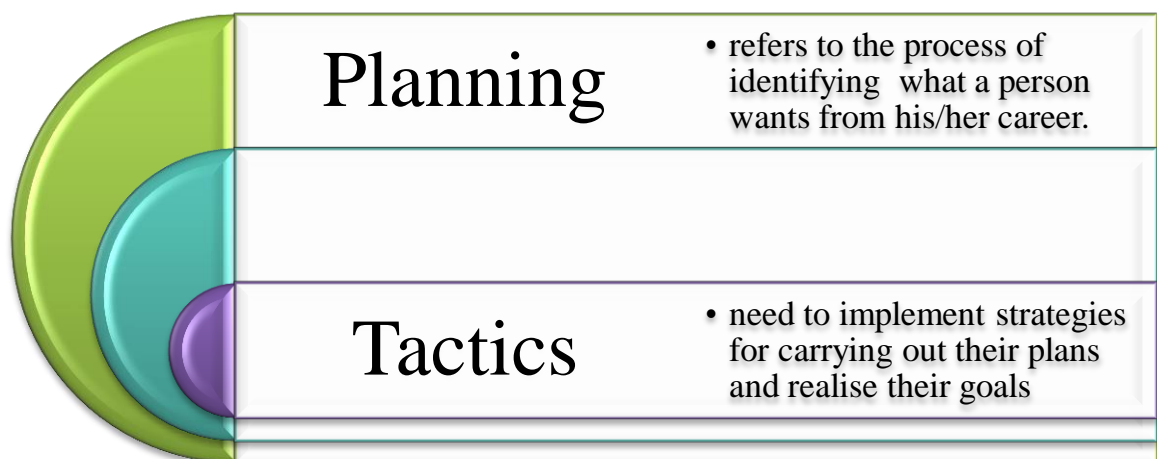 Planning
• refers to the process of
identifying  what a person
wants from his/her career.
Tactics
• need to implement strategies
for carrying out their plans
and realise their goals